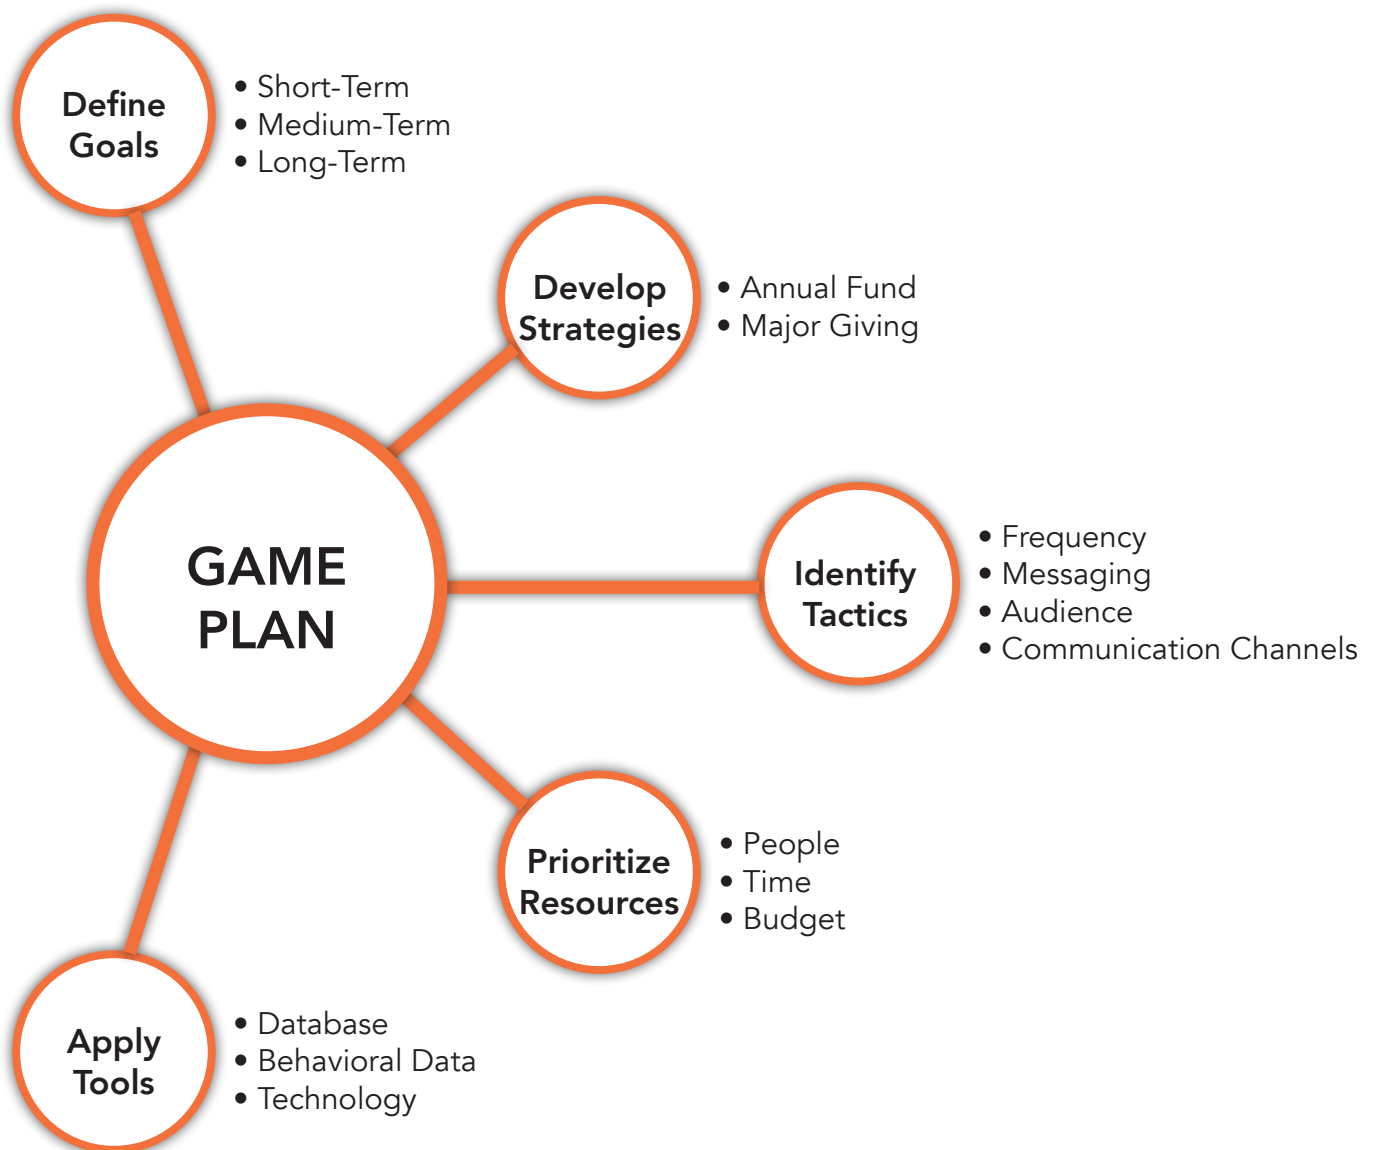 Define
Goals
• Short-Term
• Medium-Term
• Long-Term
Develop
Strategies
• Annual Fund
• Major Giving
GAME
PLAN
Identify
Tactics
• Frequency
• Messaging
• Audience
• Communication Channels
Prioritize
Resources
• People
• Time
• Budget
Apply
Tools
• Database
• Behavioral Data
• Technology